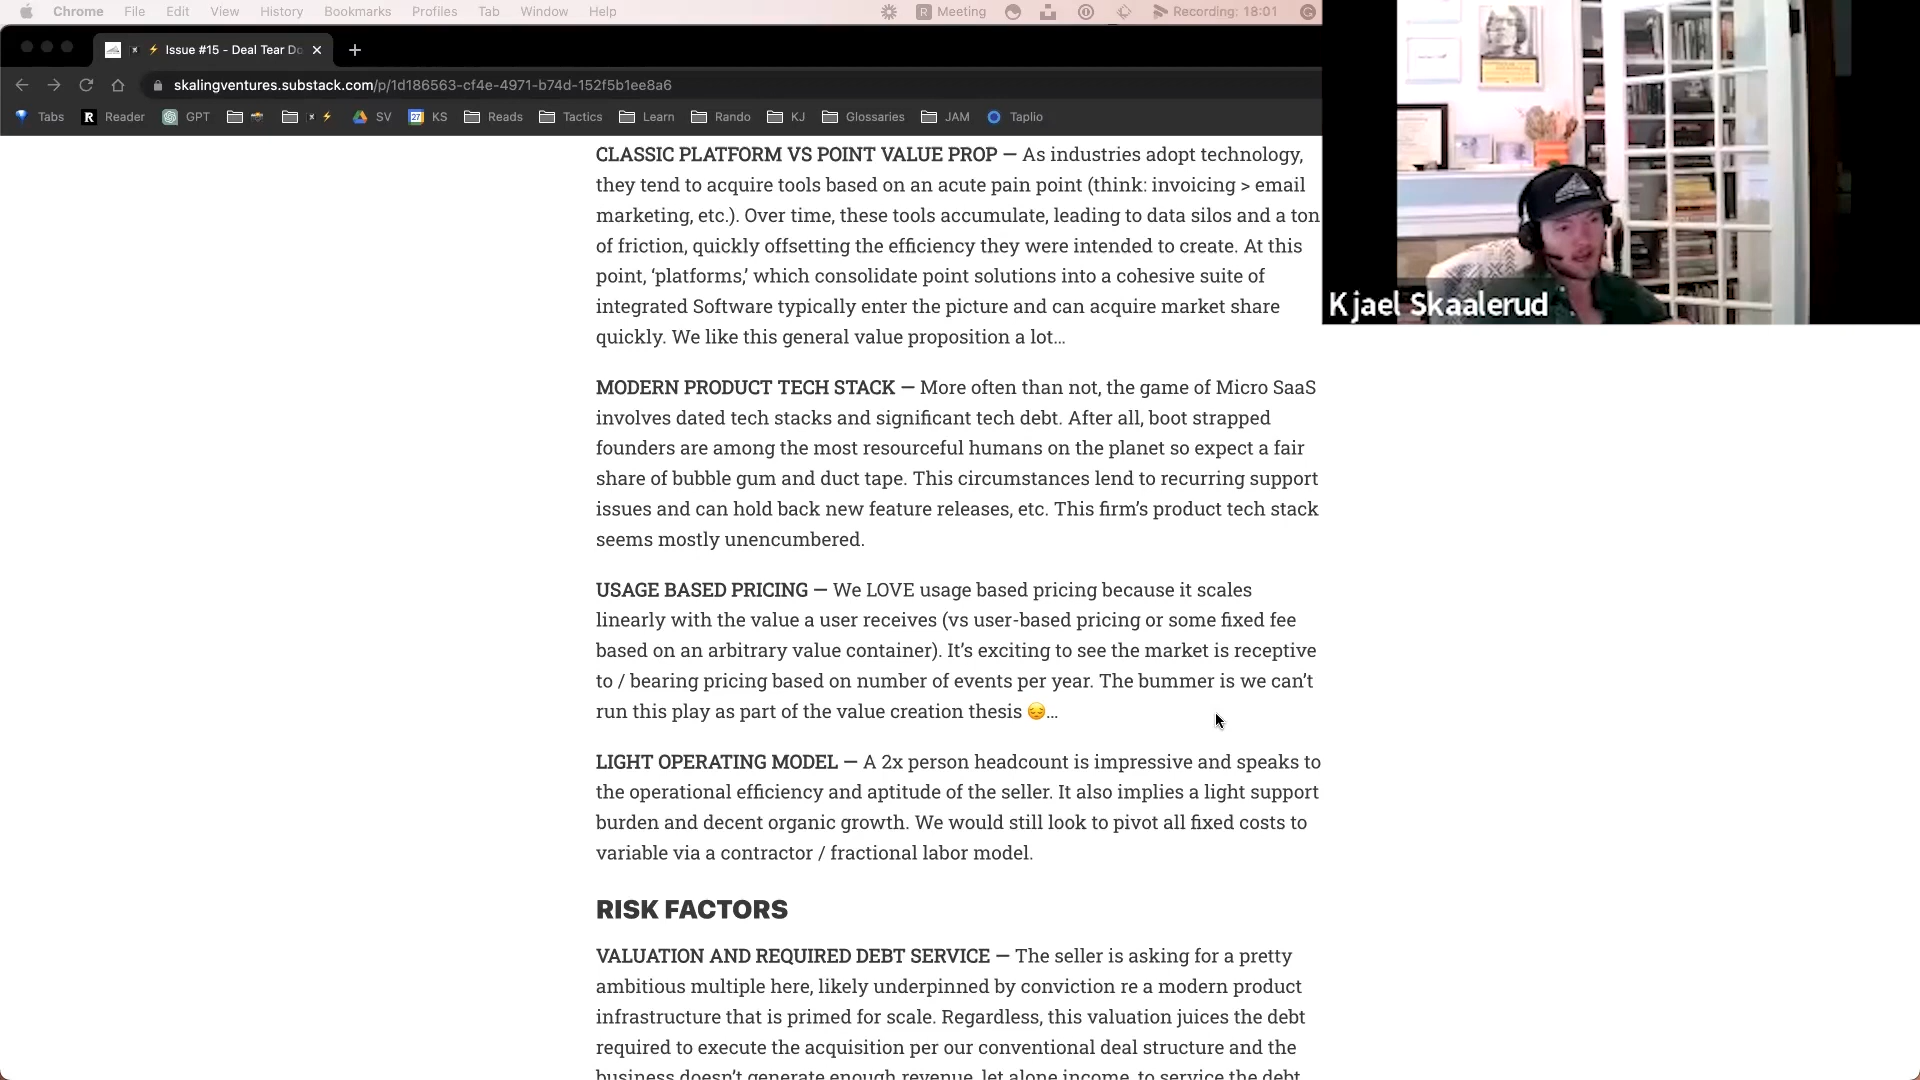 Chrome File Edit View History Bookmarks Profiles Tab Window Help Meeting Recording: 18:01
Issue #15 - Deal Tear Do
skalingventures.substack.com/p/1d186563-cf4e-4971-b74d-152f5b1ee8a6
Tabs Reader GPT SV KS Reads Tactics Learn Rando KJ Glossaries JAM Taplio
CLASSIC PLATFORM VS POINT VALUE PROP — As industries adopt technology,
they tend to acquire tools based on an acute pain point (think: invoicing > email
marketing, etc.). Over time, these tools accumulate, leading to data silos and a ton
of friction, quickly offsetting the efficiency they were intended to create. At this
point, ‘platforms,’ which consolidate point solutions into a cohesive suite of
integrated Software typically enter the picture and can acquire market share
quickly. We like this general value proposition a lot…
Kjael Skaalerud
MODERN PRODUCT TECH STACK — More often than not, the game of Micro SaaS
involves dated tech stacks and significant tech debt. After all, boot strapped
founders are among the most resourceful humans on the planet so expect a fair
share of bubble gum and duct tape. This circumstances lend to recurring support
issues and can hold back new feature releases, etc. This firm’s product tech stack
seems mostly unencumbered.
USAGE BASED PRICING — We LOVE usage based pricing because it scales
linearly with the value a user receives (vs user-based pricing or some fixed fee
based on an arbitrary value container). It’s exciting to see the market is receptive
to / bearing pricing based on number of events per year. The bummer is we can’t
run this play as part of the value creation thesis 😔…
LIGHT OPERATING MODEL — A 2x person headcount is impressive and speaks to
the operational efficiency and aptitude of the seller. It also implies a light support
burden and decent organic growth. We would still look to pivot all fixed costs to
variable via a contractor / fractional labor model.
RISK FACTORS
VALUATION AND REQUIRED DEBT SERVICE — The seller is asking for a pretty
ambitious multiple here, likely underpinned by conviction re a modern product
infrastructure that is primed for scale. Regardless, this valuation juices the debt
required to execute the acquisition per our conventional deal structure and the
business doesn’t generate enough revenue, let alone income, to service the debt